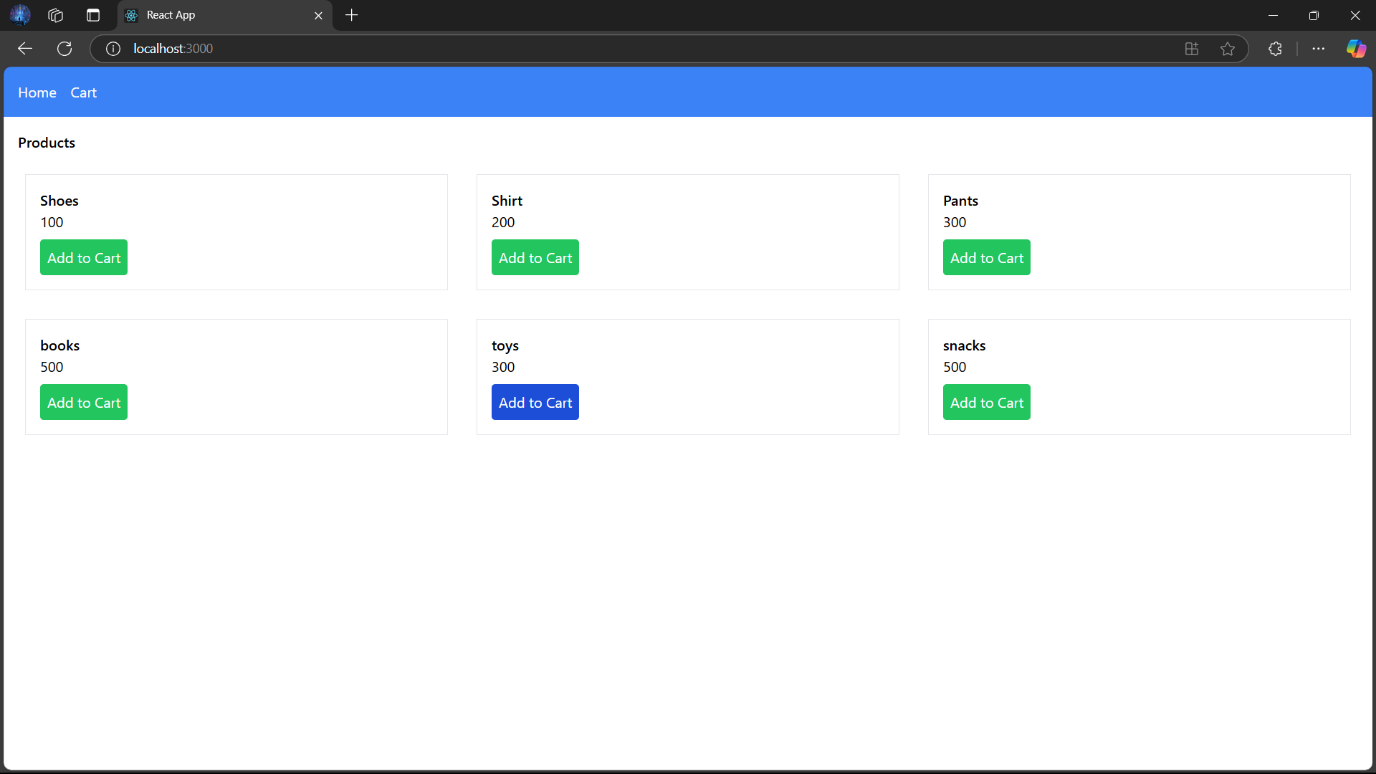 React App
localhost:3000
Home Cart
Products
Shoes
100
Add to Cart
Shirt
200
Add to Cart
Pants
300
Add to Cart
books
500
Add to Cart
toys
300
Add to Cart
snacks
500
Add to Cart